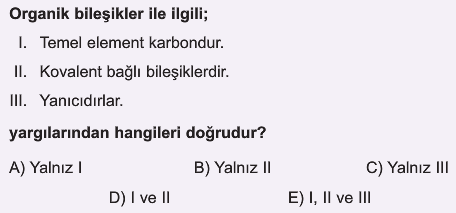 Organik bileşikler ile ilgili;
I. Temel element karbondur.
II. Kovalent bağlı bileşiklerdir.
III. Yanıcıdırlar.
yargılarından hangileri doğrudur?
A) Yalnız I B) Yalnız II C) Yalnız III
D) I ve II E) I, II ve III